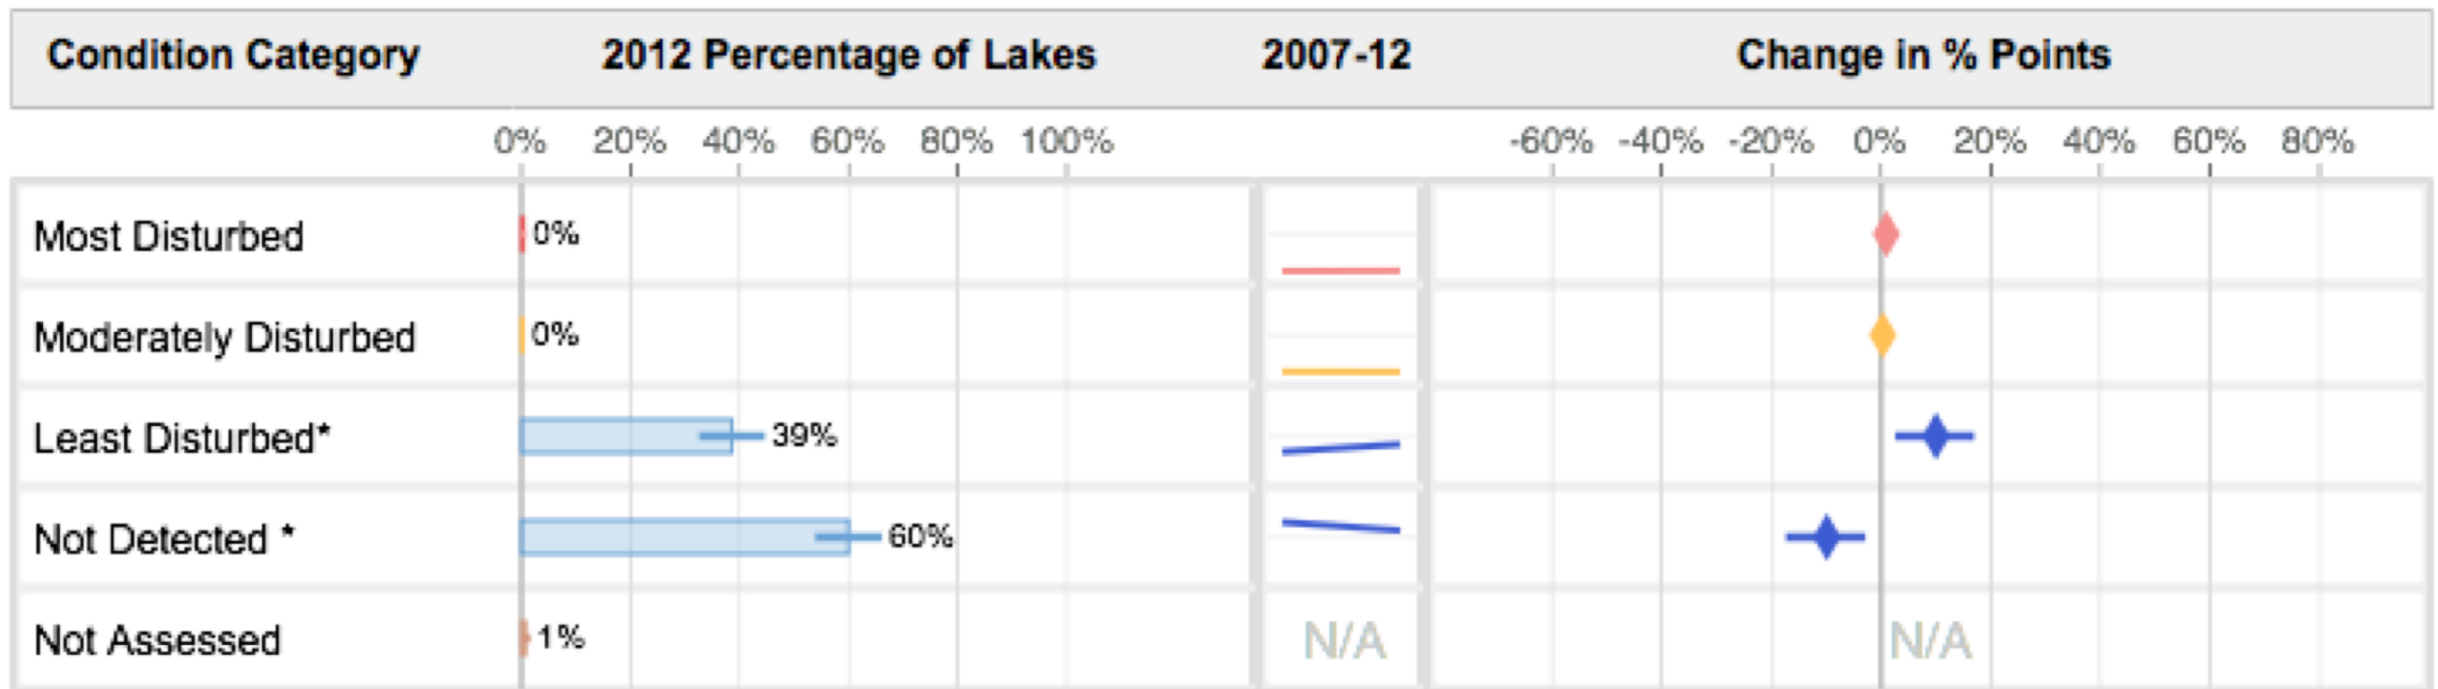 Condition Category 2012 Percentage of Lakes 2007-12 Change in % Points
0% 20% 40% 60% 80% 100% -60% -40% -20% 0% 20% 40% 60% 80%
Most Disturbed 0%
Moderately Disturbed 0%
Least Disturbed* 39%
Not Detected * 60%
Not Assessed 1% N/A N/A